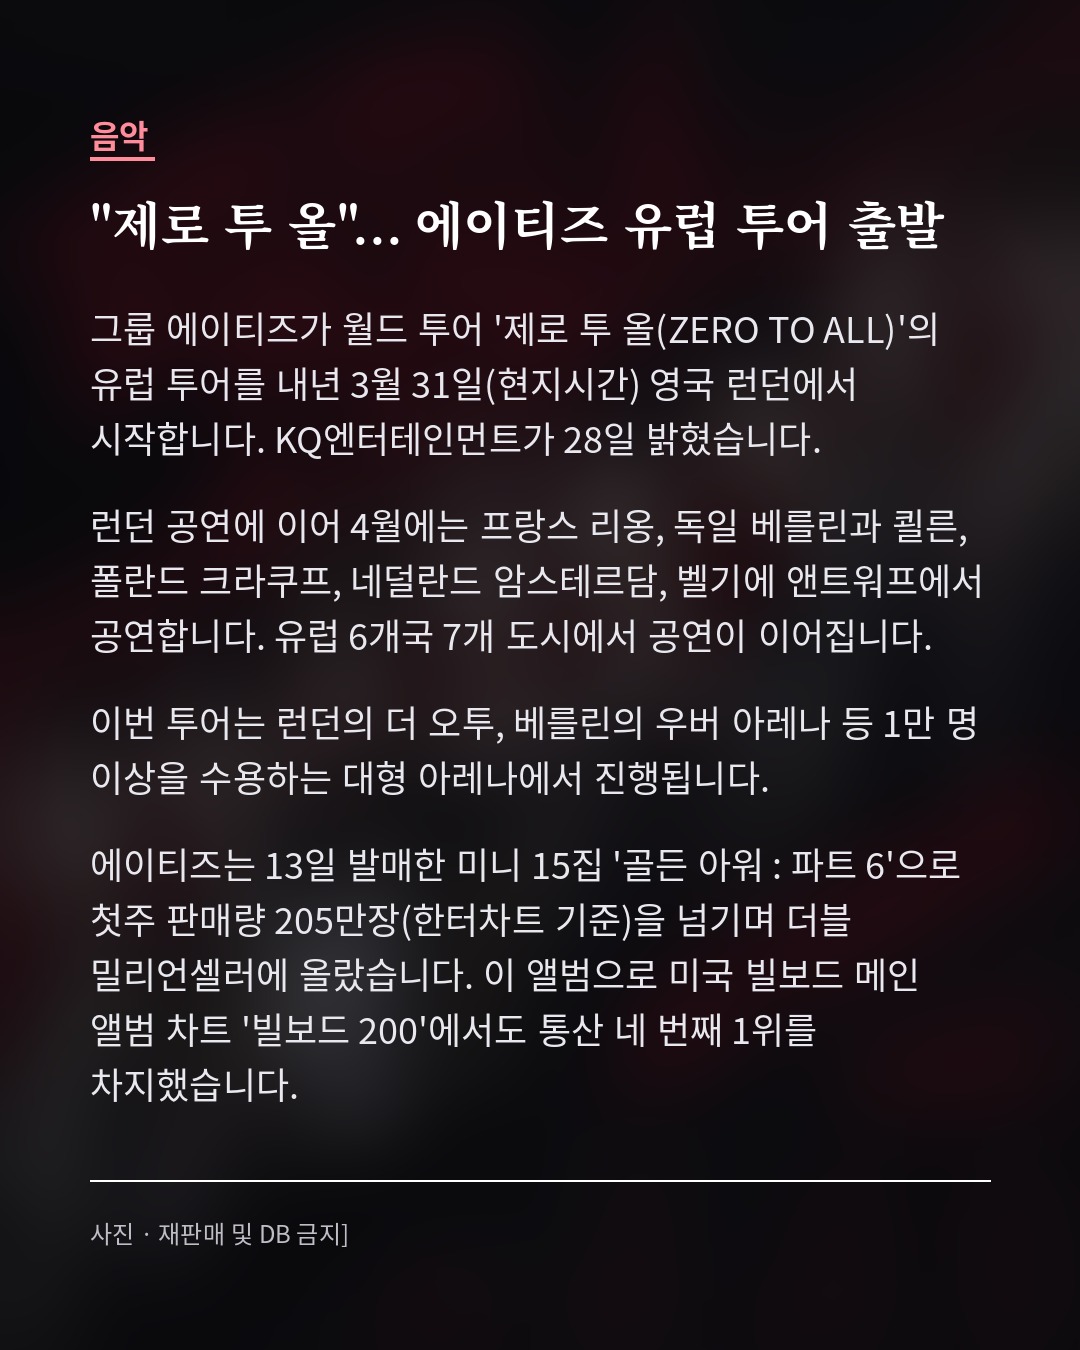 음악
"제로 투 올"... 에이티즈 유럽 투어 출발
그룹 에이티즈가 월드 투어 '제로 투 올(ZERO TO ALL)'의
유럽 투어를 내년 3월 31일(현지시간) 영국 런던에서
시작합니다. KQ엔터테인먼트가 28일 밝혔습니다.
런던 공연에 이어 4월에는 프랑스 리옹, 독일 베를린과 쾰른,
폴란드 크라쿠프, 네덜란드 암스테르담, 벨기에 앤트워프에서
공연합니다. 유럽 6개국 7개 도시에서 공연이 이어집니다.
이번 투어는 런던의 더 오투, 베를린의 우버 아레나 등 1만 명
이상을 수용하는 대형 아레나에서 진행됩니다.
에이티즈는 13일 발매한 미니 15집 '골든 아워 : 파트 6'으로
첫주 판매량 205만장(한터차트 기준)을 넘기며 더블
밀리언셀러에 올랐습니다. 이 앨범으로 미국 빌보드 메인
앨범 차트 '빌보드 200'에서도 통산 네 번째 1위를
차지했습니다.
사진 · 재판매 및 DB 금지]